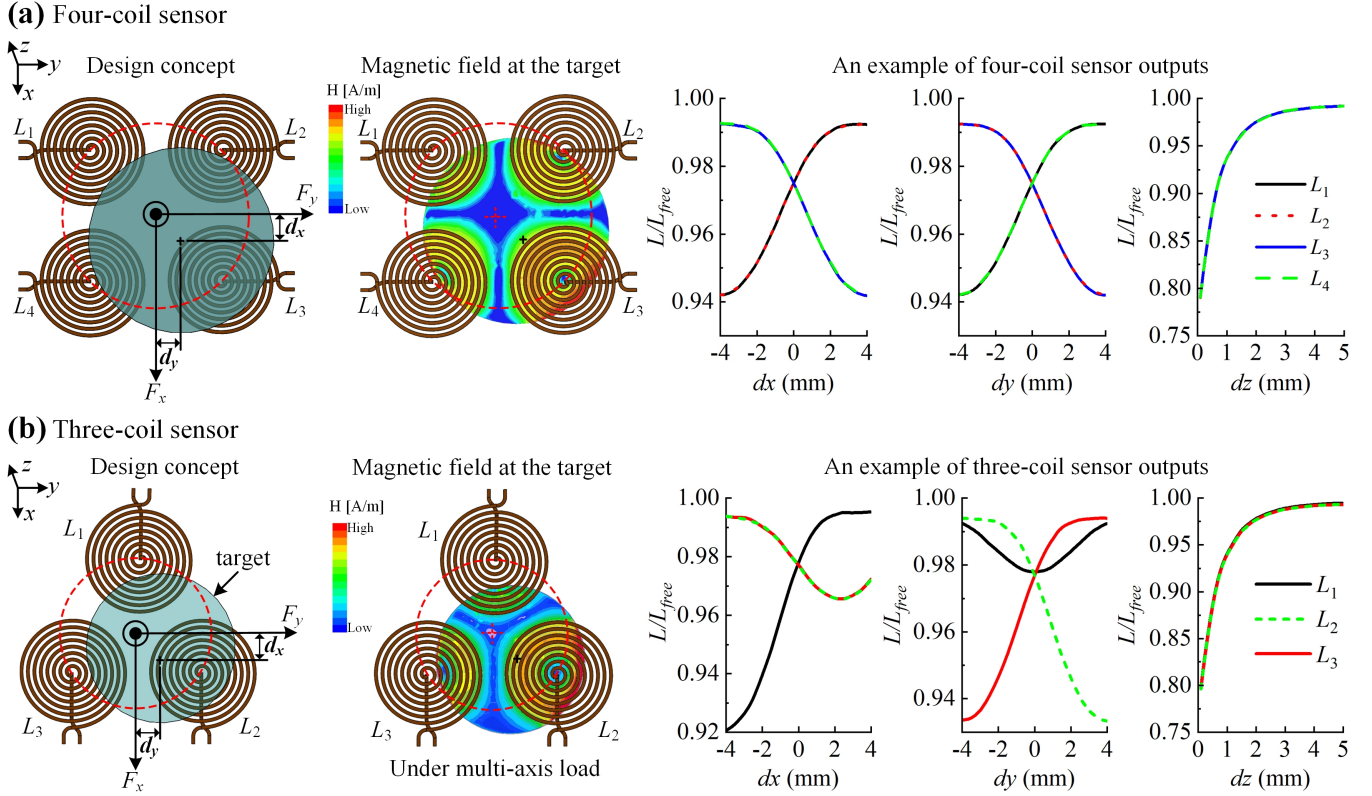 (a) Four-coil sensor
z
y
x
Design concept
Magnetic field at the target
An example of four-coil sensor outputs
L1
L2
L3
L4
Fy
Fx
dx
dy
H [A/m]
High
Low
L1
L2
L3
L4
L/Lfree
1.00
0.98
0.96
0.94
-4 -2 0 2 4
dx (mm)
L/Lfree
1.00
0.98
0.96
0.94
-4 -2 0 2 4
dy (mm)
L/Lfree
1.00
0.95
0.90
0.85
0.80
0.75
0 1 2 3 4 5
dz (mm)
L1
L2
L3
L4
(b) Three-coil sensor
z
y
x
Design concept
Magnetic field at the target
An example of three-coil sensor outputs
L1
target
Fy
dx
L3
L2
dy
Fx
H [A/m]
High
Low
L1
L3
L2
Under multi-axis load
L/Lfree
1.00
0.98
0.96
0.94
0.92
-4 -2 0 2 4
dx (mm)
L/Lfree
1.00
0.98
0.96
0.94
-4 -2 0 2 4
dy (mm)
L/Lfree
1.00
0.95
0.90
0.85
0.80
0.75
0 1 2 3 4 5
dz (mm)
L1
L2
L3